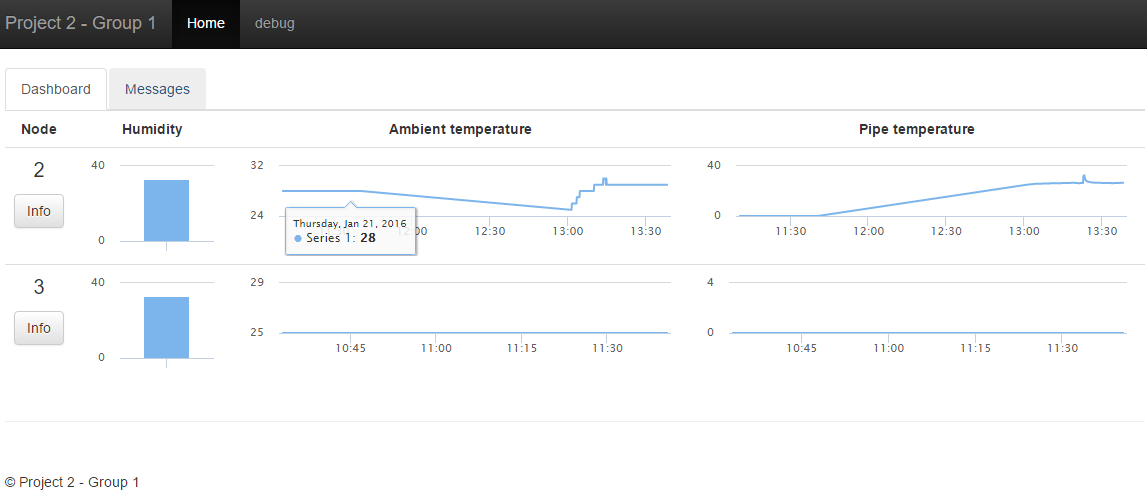 Project 2 - Group 1 Home debug
Dashboard Messages
Node Humidity Ambient temperature Pipe temperature
2
Info
40
0
32
24
12:00 12:30 13:00 13:30
Thursday, Jan 21, 2016
Series 1: 28
40
0
11:30 12:00 12:30 13:00 13:30
3
Info
40
0
29
25
10:45 11:00 11:15 11:30
4
0
10:45 11:00 11:15 11:30
© Project 2 - Group 1